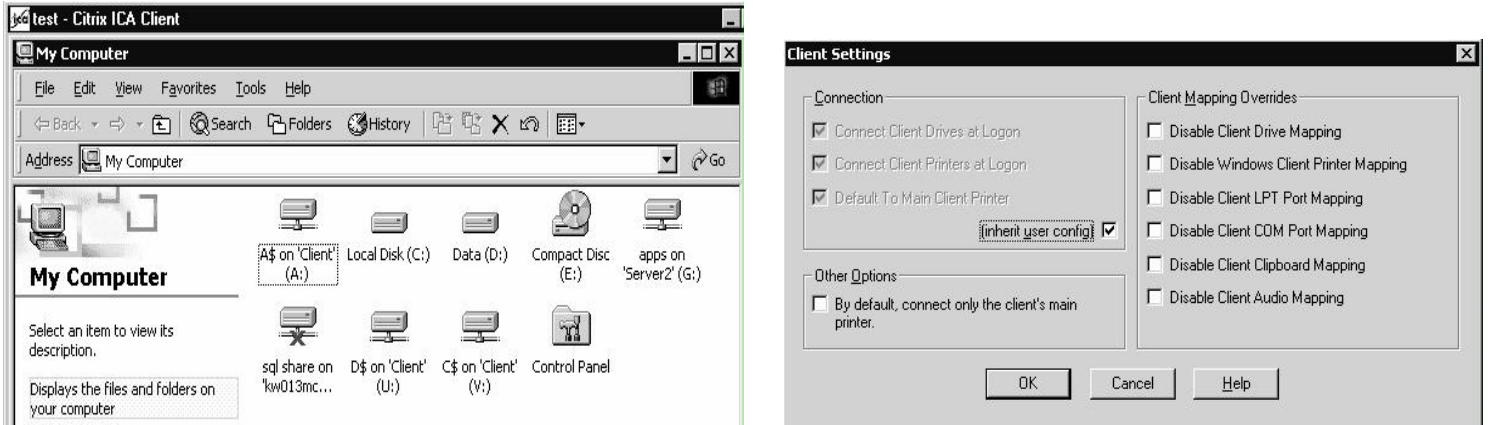 test - Citrix ICA Client
My Computer
File Edit View Favorites Tools Help
Back Search Folders History
Address My Computer Go
My Computer
Select an item to view its
description.
Displays the files and folders on
your computer
A$ on 'Client'
(A:)
Local Disk (C:)
Data (D:)
Compact Disc
(E:)
apps on
'Server2' (G:)
sql share on
'kw013mc...
D$ on 'Client'
(U:)
C$ on 'Client'
(V:)
Control Panel
Client Settings
Connection
Connect Client Drives at Logon
Connect Client Printers at Logon
Default To Main Client Printer
(inherit user config)
Other Options
By default, connect only the client's main
printer.
Client Mapping Overrides
Disable Client Drive Mapping
Disable Windows Client Printer Mapping
Disable Client LPT Port Mapping
Disable Client COM Port Mapping
Disable Client Clipboard Mapping
Disable Client Audio Mapping
OK Cancel Help